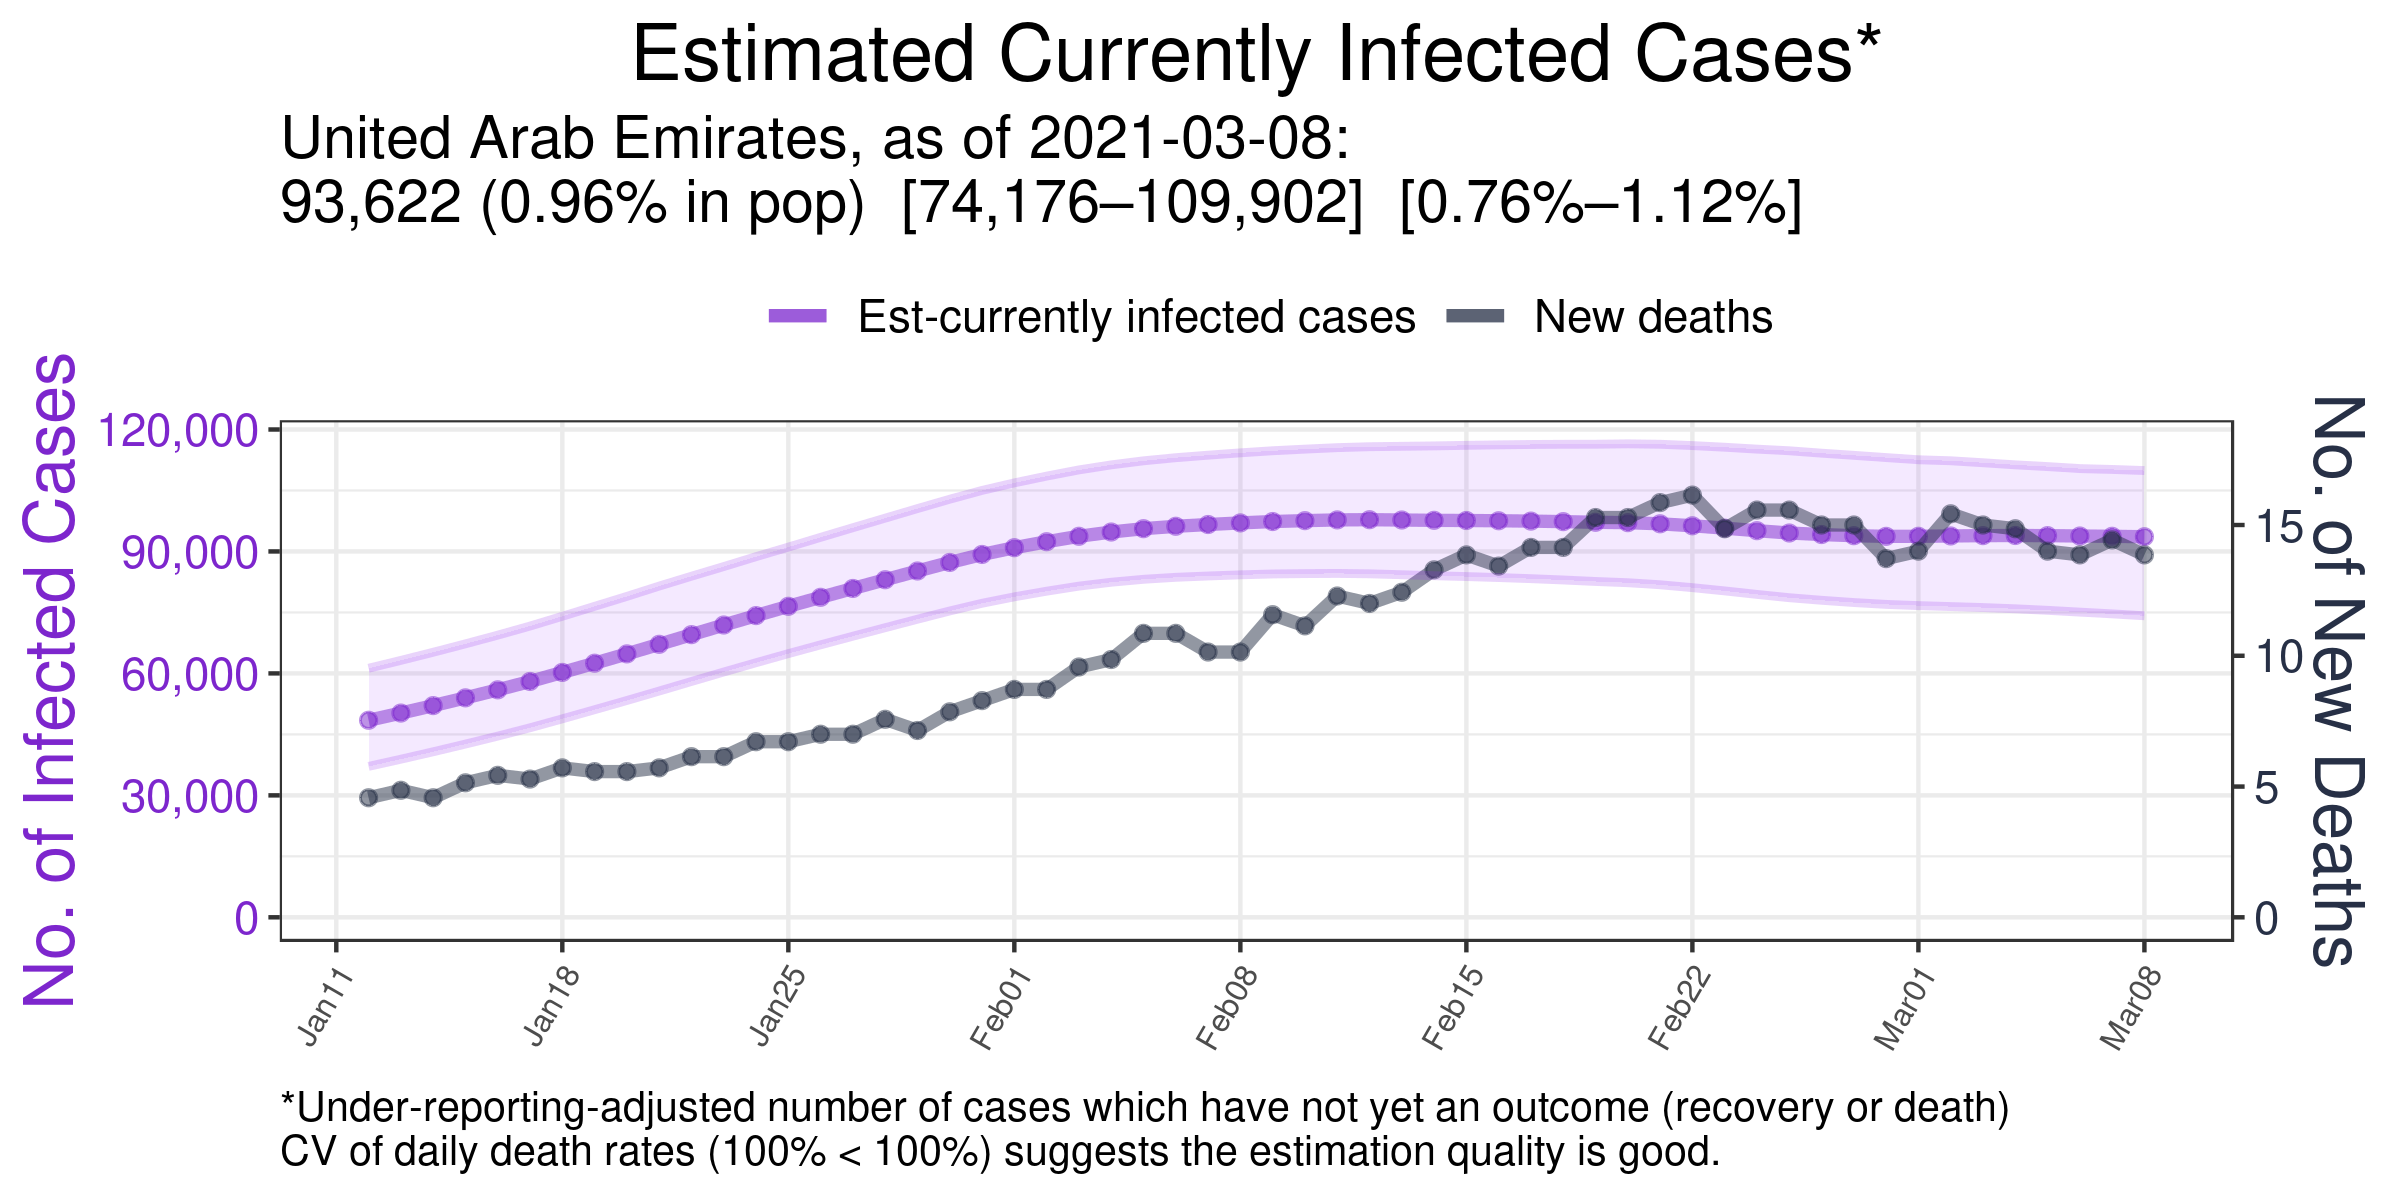 Estimated Currently Infected Cases*
United Arab Emirates, as of 2021-03-08:
93,622 (0.96% in pop)  [74,176–109,902]  [0.76%–1.12%]
Est-currently infected cases
New deaths
No. of Infected Cases
120,000
90,000
60,000
30,000
0
No. of New Deaths
15
10
5
0
Jan11
Jan18
Jan25
Feb01
Feb08
Feb15
Feb22
Mar01
Mar08
*Under-reporting-adjusted number of cases which have not yet an outcome (recovery or death)
CV of daily death rates (100% < 100%) suggests the estimation quality is good.